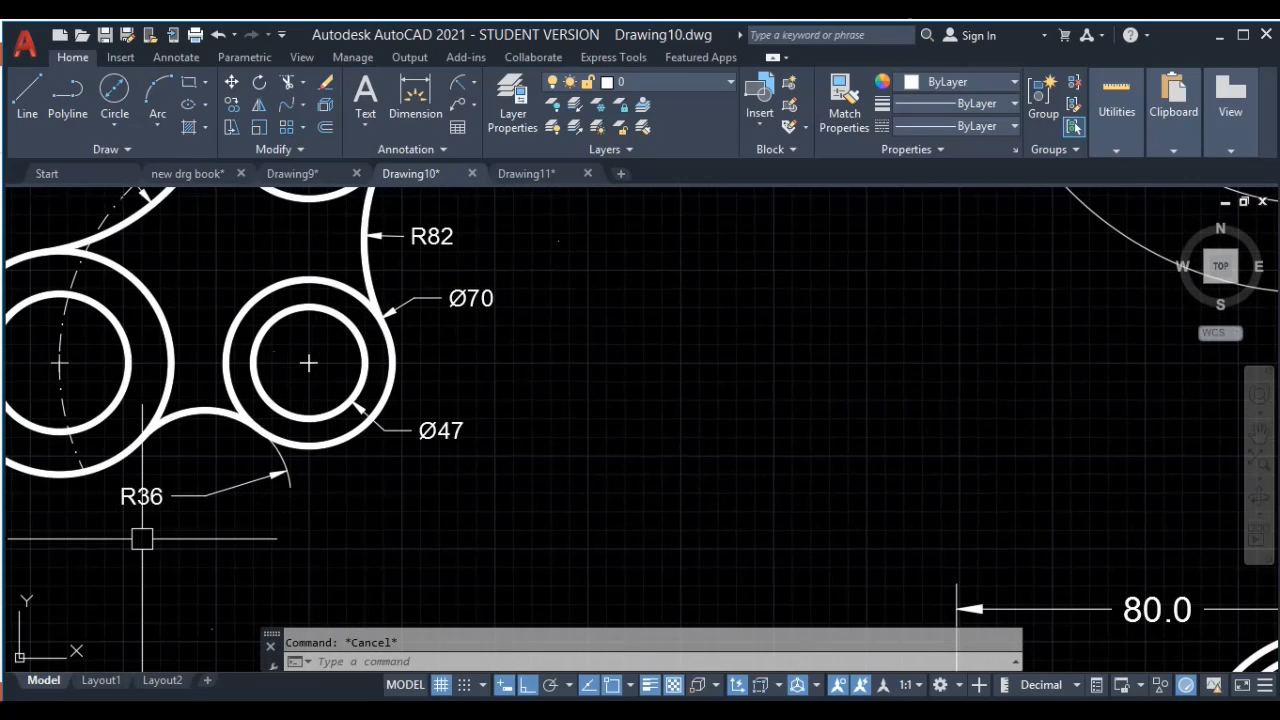 Autodesk AutoCAD 2021 - STUDENT VERSION Drawing10.dwg
Type a keyword or phrase
Sign In
Home Insert Annotate Parametric View Manage Output Add-ins Collaborate Express Tools Featured Apps
0
ByLayer
ByLayer
ByLayer
Line Polyline Circle Arc
Text Dimension
Layer Properties
Insert
Match Properties
Group
Utilities Clipboard View
Draw Modify Annotation Layers Block Properties Groups
Start new drg book* Drawing9* Drawing10* Drawing11*
N
W TOP E
S
WCS
R82
Ø70
Ø47
R36
80.0
Y
X
Command: *Cancel*
Type a command
Model Layout1 Layout2
MODEL 1:1 Decimal